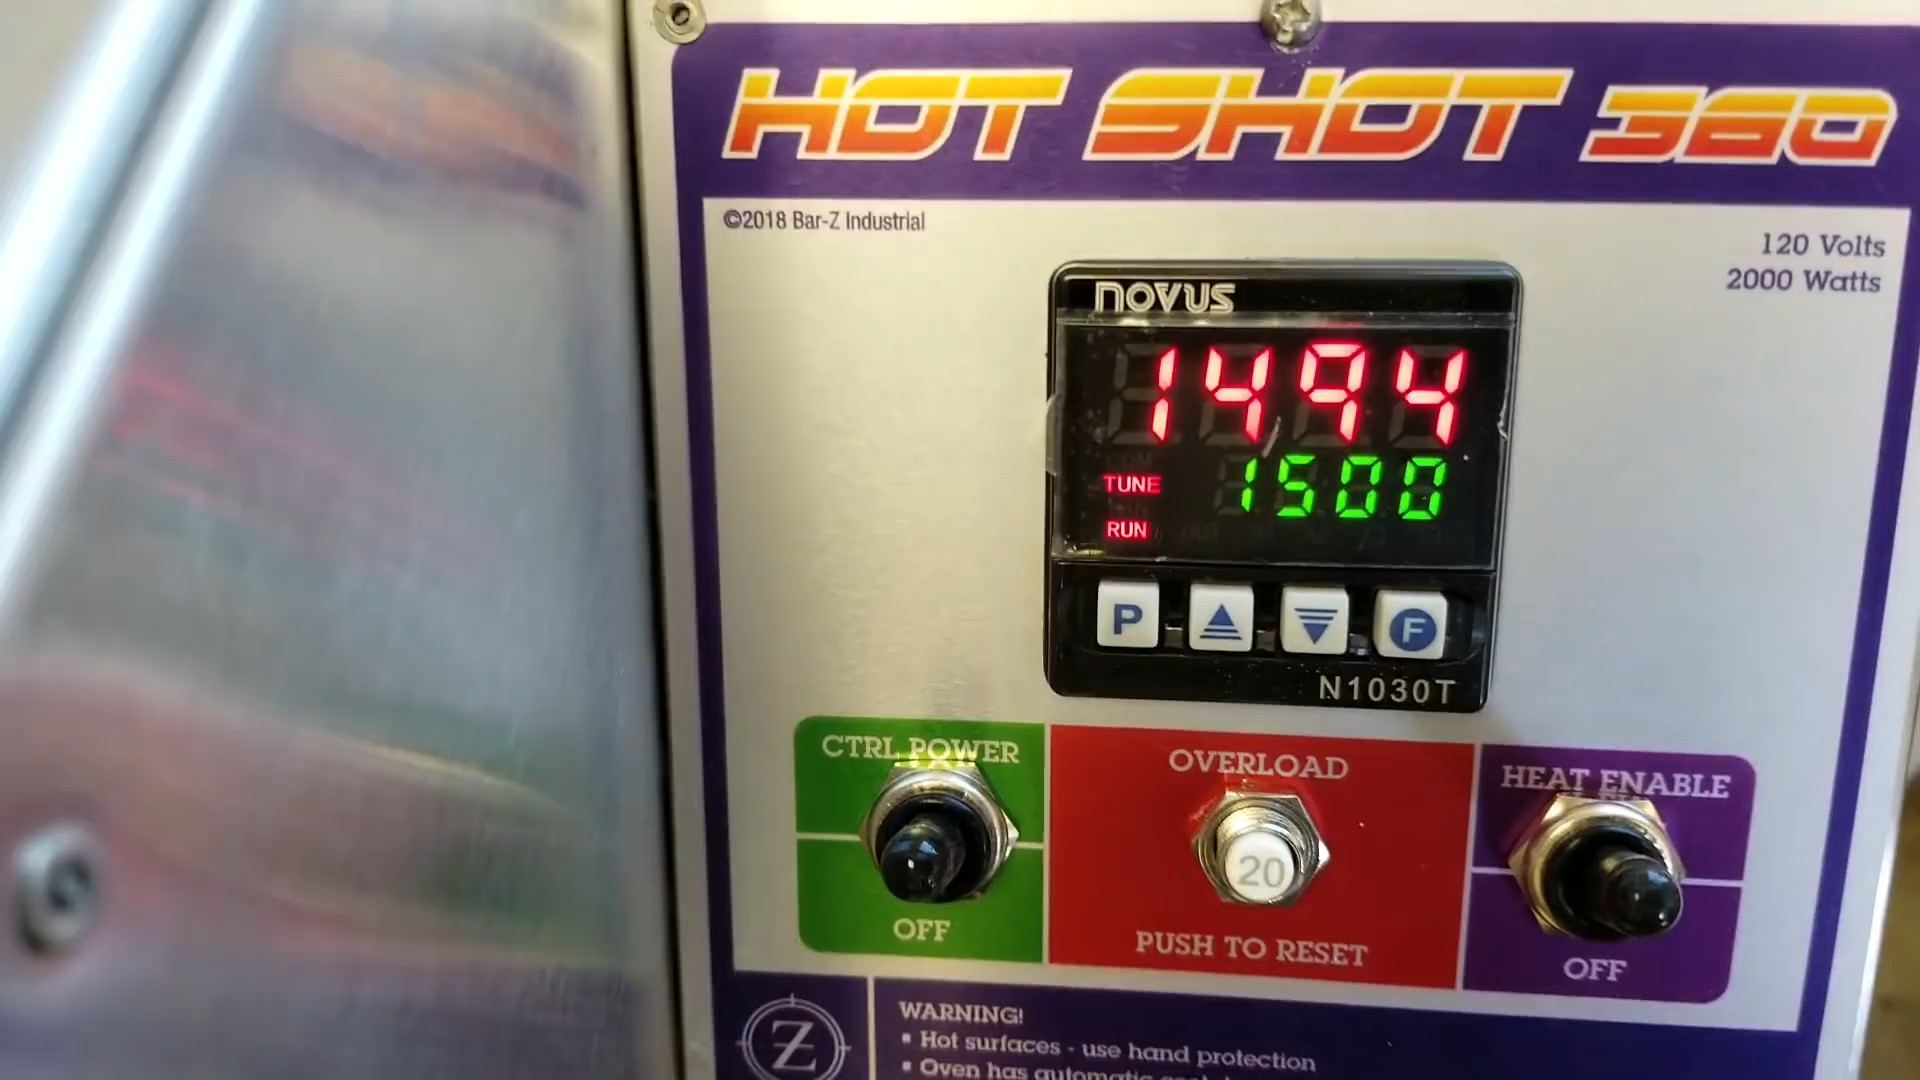 HOT SHOT 360
©2018 Bar-Z Industrial
120 Volts
2000 Watts
NOVUS
1494
TUNE
1500
RUN
P
F
N1030T
CTRL POWER
OVERLOAD
HEAT ENABLE
20
OFF
PUSH TO RESET
OFF
Z
WARNING!
▪ Hot surfaces - use hand protection
▪ Oven has automatic